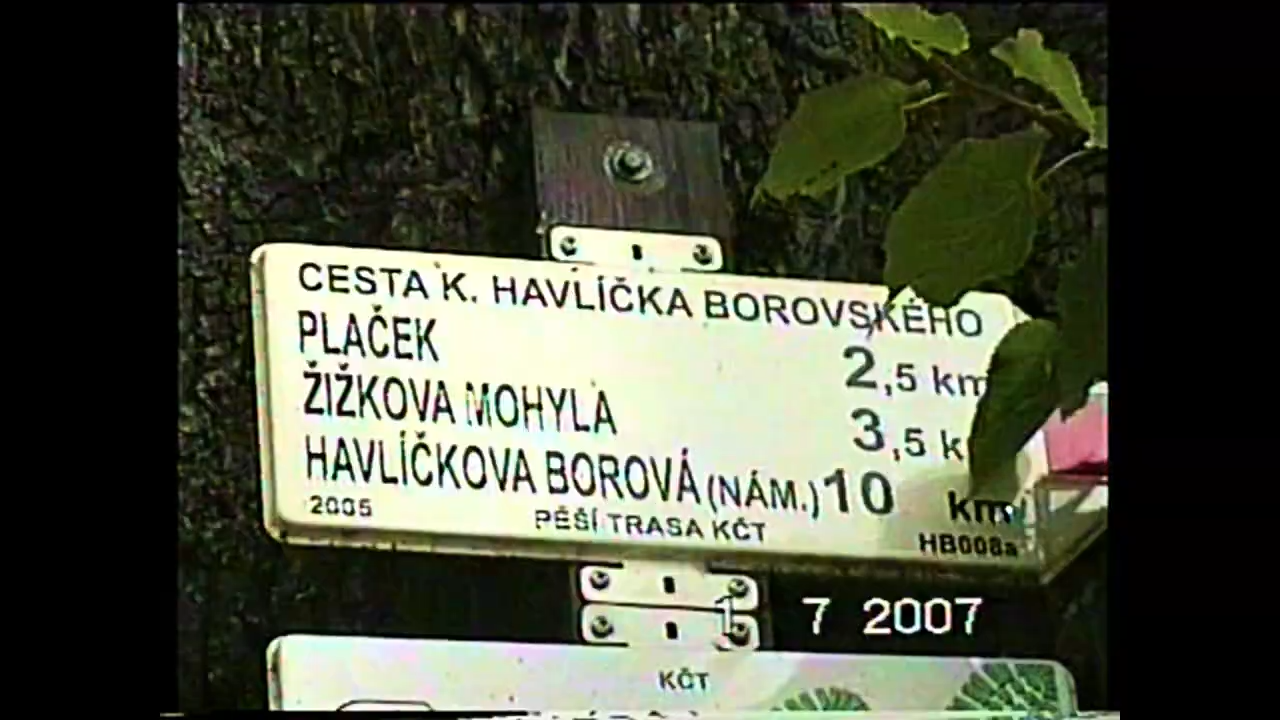 CESTA K. HAVLÍČKA BOROVSKÉHO
PLAČEK 2,5 km
ŽIŽKOVA MOHYLA 3,5 k
HAVLÍČKOVA BOROVÁ (NÁM.) 10 km
2005 PĚŠÍ TRASA KČT HB008a
1 7 2007
KČT